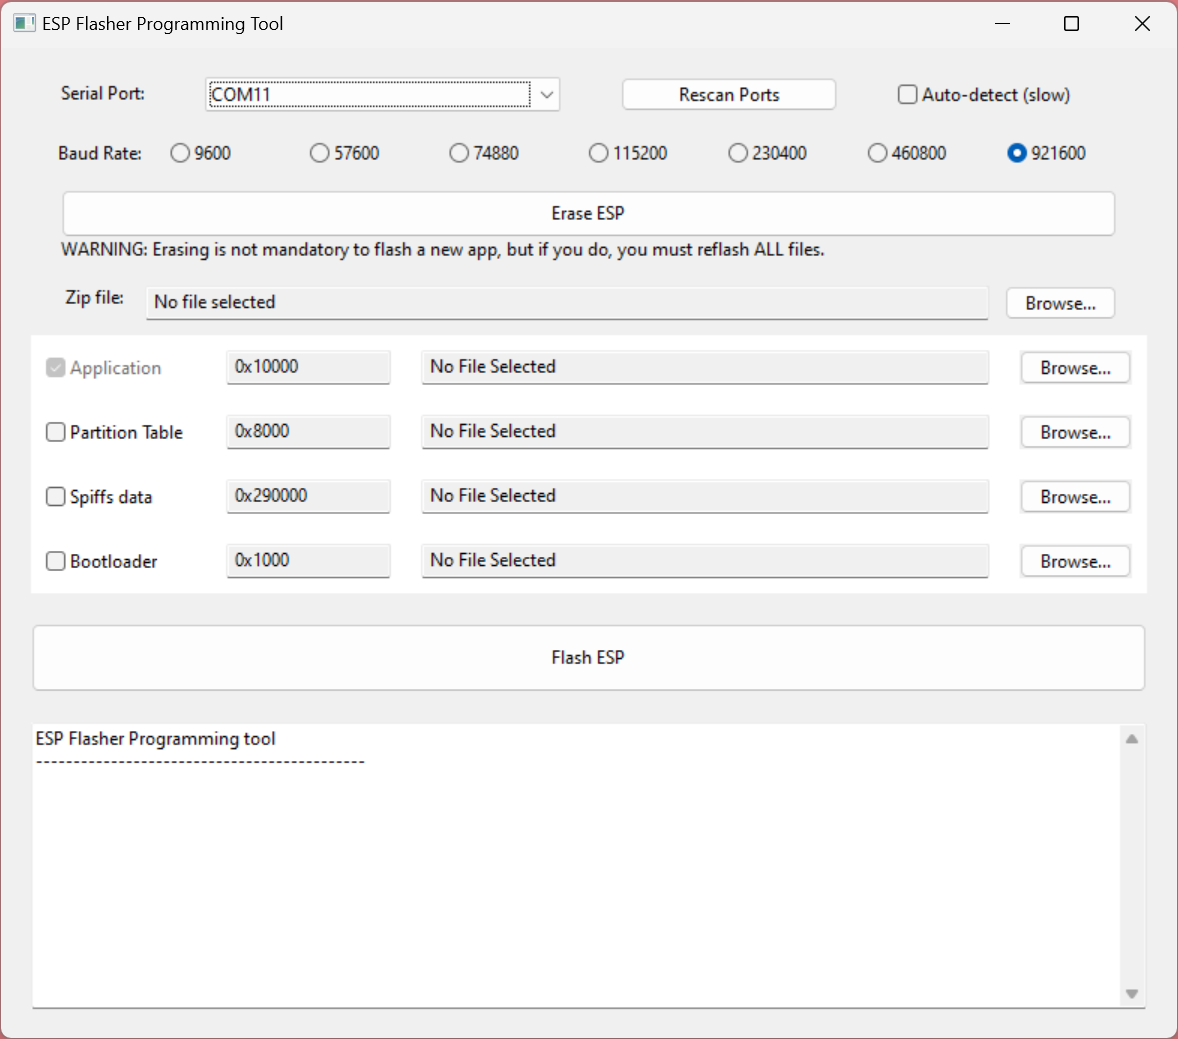 ESP Flasher Programming Tool
Serial Port: COM11 Rescan Ports Auto-detect (slow)
Baud Rate: 9600 57600 74880 115200 230400 460800 921600
Erase ESP
WARNING: Erasing is not mandatory to flash a new app, but if you do, you must reflash ALL files.
Zip file: No file selected Browse...
Application 0x10000 No File Selected Browse...
Partition Table 0x8000 No File Selected Browse...
Spiffs data 0x290000 No File Selected Browse...
Bootloader 0x1000 No File Selected Browse...
Flash ESP
ESP Flasher Programming tool
--------------------------------------------